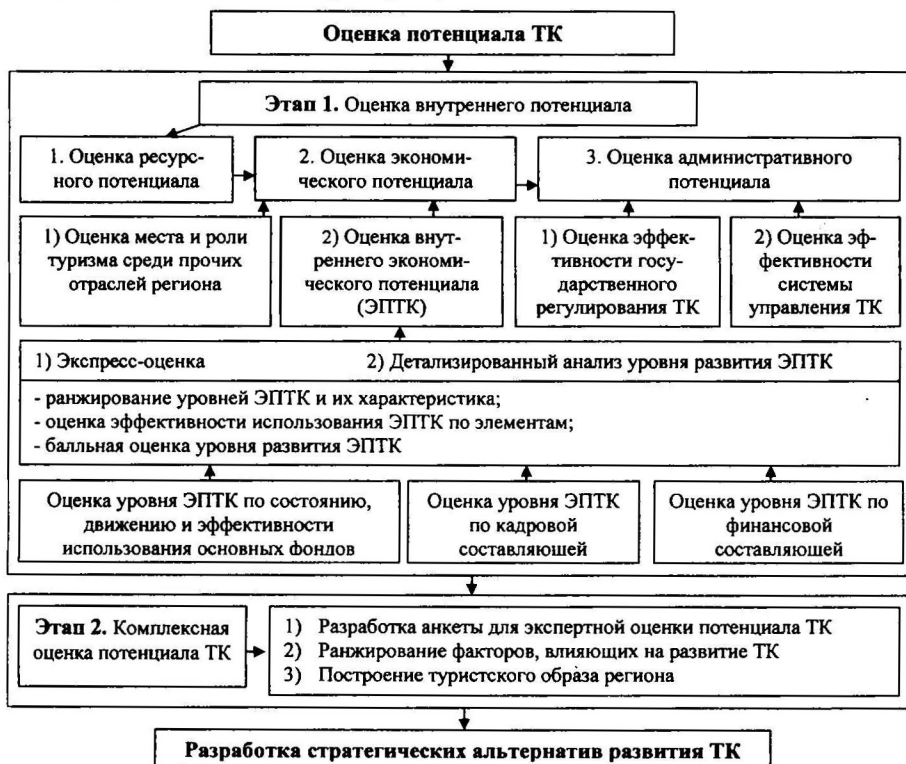 Оценка потенциала ТК
Этап 1. Оценка внутреннего потенциала
1. Оценка ресурс-
ного потенциала
2. Оценка экономи-
ческого потенциала
3. Оценка административного
потенциала
1) Оценка места и роли
туризма среди прочих
отраслей региона
2) Оценка внут-
реннего экономи-
ческого потенциала
(ЭПТК)
1) Оценка эффек-
тивности госу-
дарственного
регулирования ТК
2) Оценка эф-
фективности
системы
управления ТК
1) Экспресс-оценка 2) Детализированный анализ уровня развития ЭПТК
- ранжирование уровней ЭПТК и их характеристика;
- оценка эффективности использования ЭПТК по элементам;
- балльная оценка уровня развития ЭПТК
Оценка уровня ЭПТК по состоянию,
движению и эффективности
использования основных фондов
Оценка уровня ЭПТК
по кадровой
составляющей
Оценка уровня ЭПТК по
финансовой
составляющей
Этап 2. Комплексная
оценка потенциала ТК
1) Разработка анкеты для экспертной оценки потенциала ТК
2) Ранжирование факторов, влияющих на развитие ТК
3) Построение туристского образа региона
Разработка стратегических альтернатив развития ТК